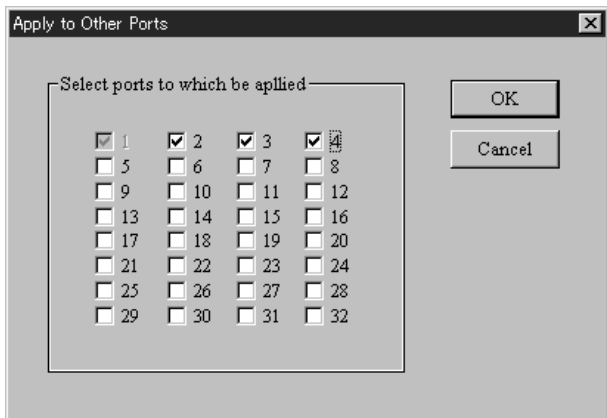 Apply to Other Ports
Select ports to which be apllied
OK
Cancel
1 2 3 4
5 6 7 8
9 10 11 12
13 14 15 16
17 18 19 20
21 22 23 24
25 26 27 28
29 30 31 32